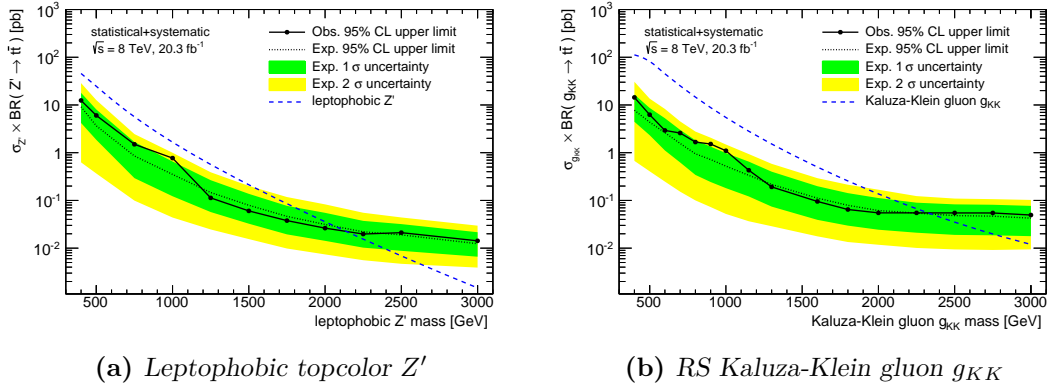 σ_Z' × BR( Z' → tt̄ ) [pb]
10³
10²
10
1
10⁻¹
10⁻²
statistical+systematic
√s = 8 TeV, 20.3 fb⁻¹
Obs. 95% CL upper limit
Exp. 95% CL upper limit
Exp. 1 σ uncertainty
Exp. 2 σ uncertainty
leptophobic Z'
500 1000 1500 2000 2500 3000
leptophobic Z' mass [GeV]
(a) Leptophobic topcolor Z′
σ_g_KK × BR( g_KK → tt̄ ) [pb]
10³
10²
10
1
10⁻¹
10⁻²
statistical+systematic
√s = 8 TeV, 20.3 fb⁻¹
Obs. 95% CL upper limit
Exp. 95% CL upper limit
Exp. 1 σ uncertainty
Exp. 2 σ uncertainty
Kaluza-Klein gluon g_KK
500 1000 1500 2000 2500 3000
Kaluza-Klein gluon g_KK mass [GeV]
(b) RS Kaluza-Klein gluon g_KK